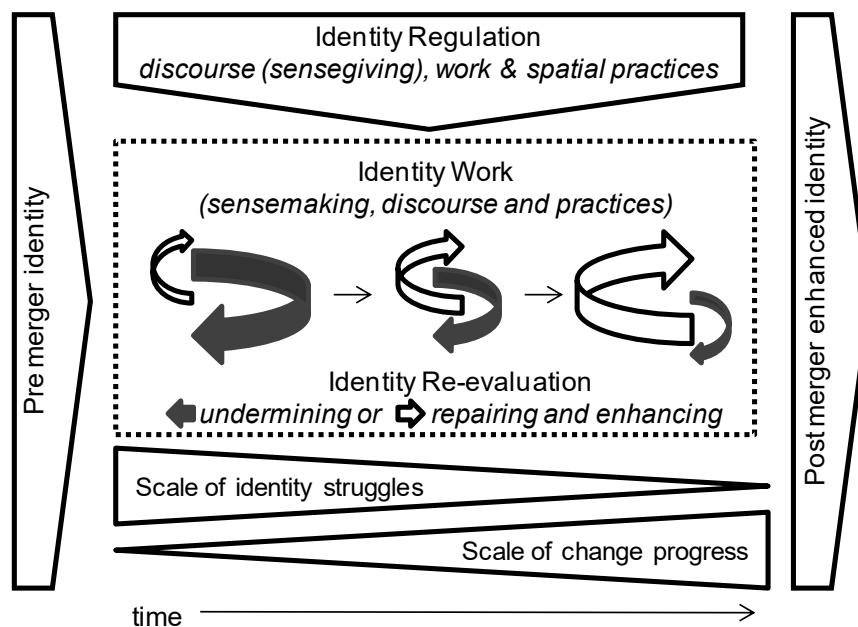 Identity Regulation
discourse (sensegiving), work & spatial practices
Pre merger identity
Identity Work
(sensemaking, discourse and practices)
Identity Re-evaluation
undermining or repairing and enhancing
Post merger enhanced identity
Scale of identity struggles
Scale of change progress
time